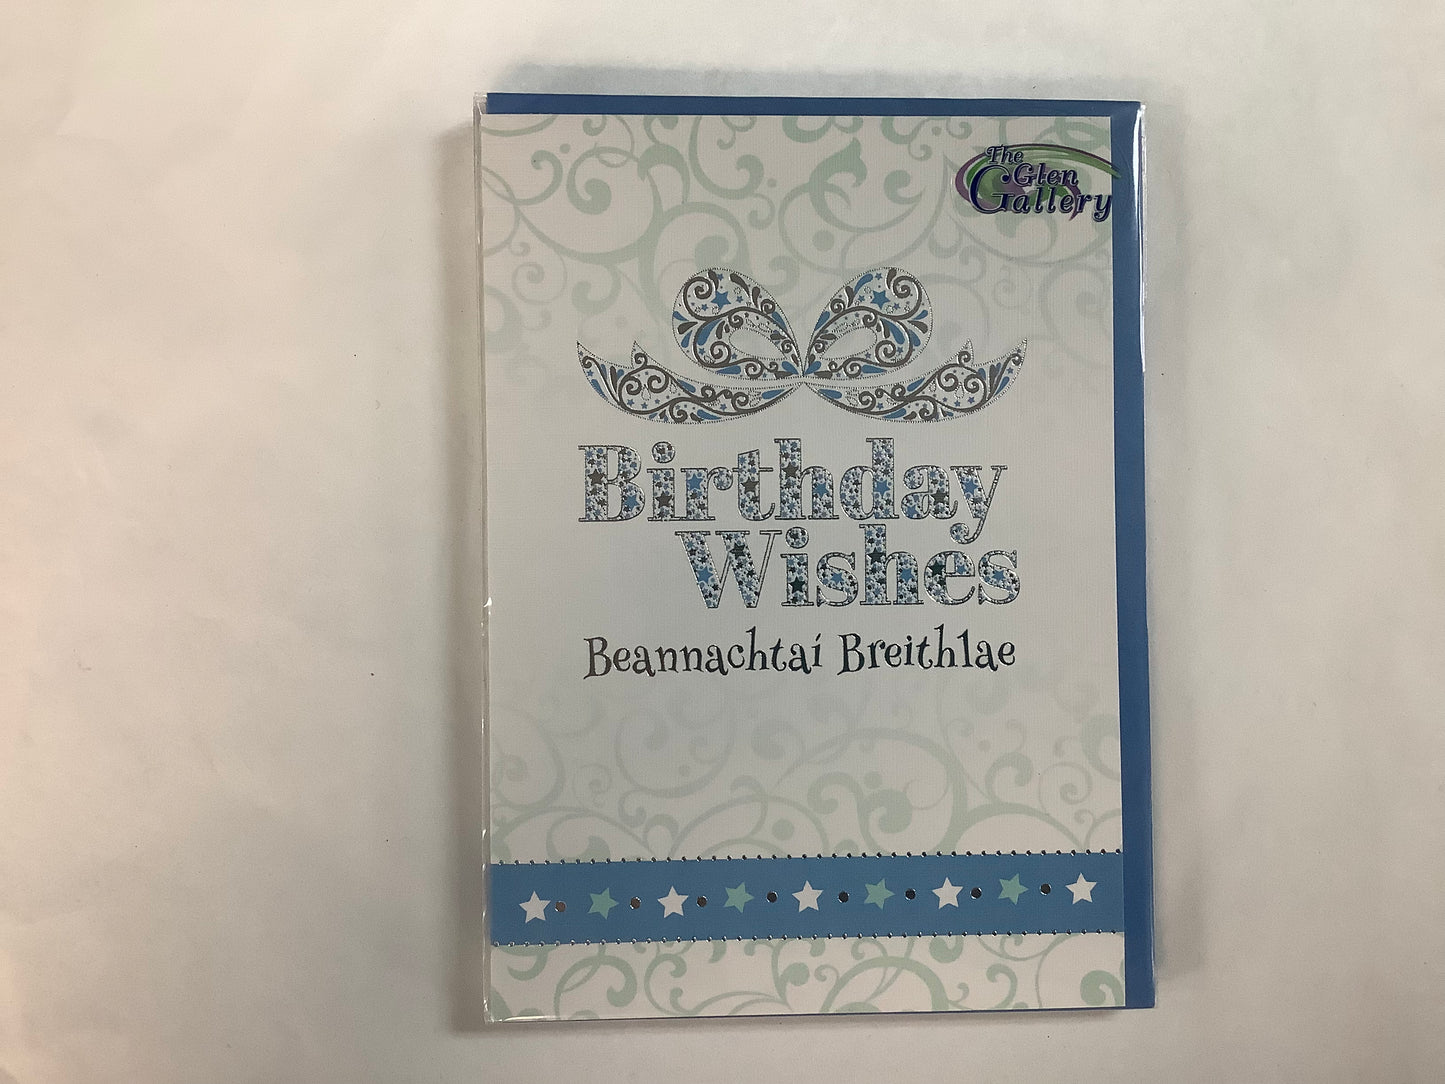 The
Glen
Gallery
Birthday
Wishes
Beannachtaí Breithlae